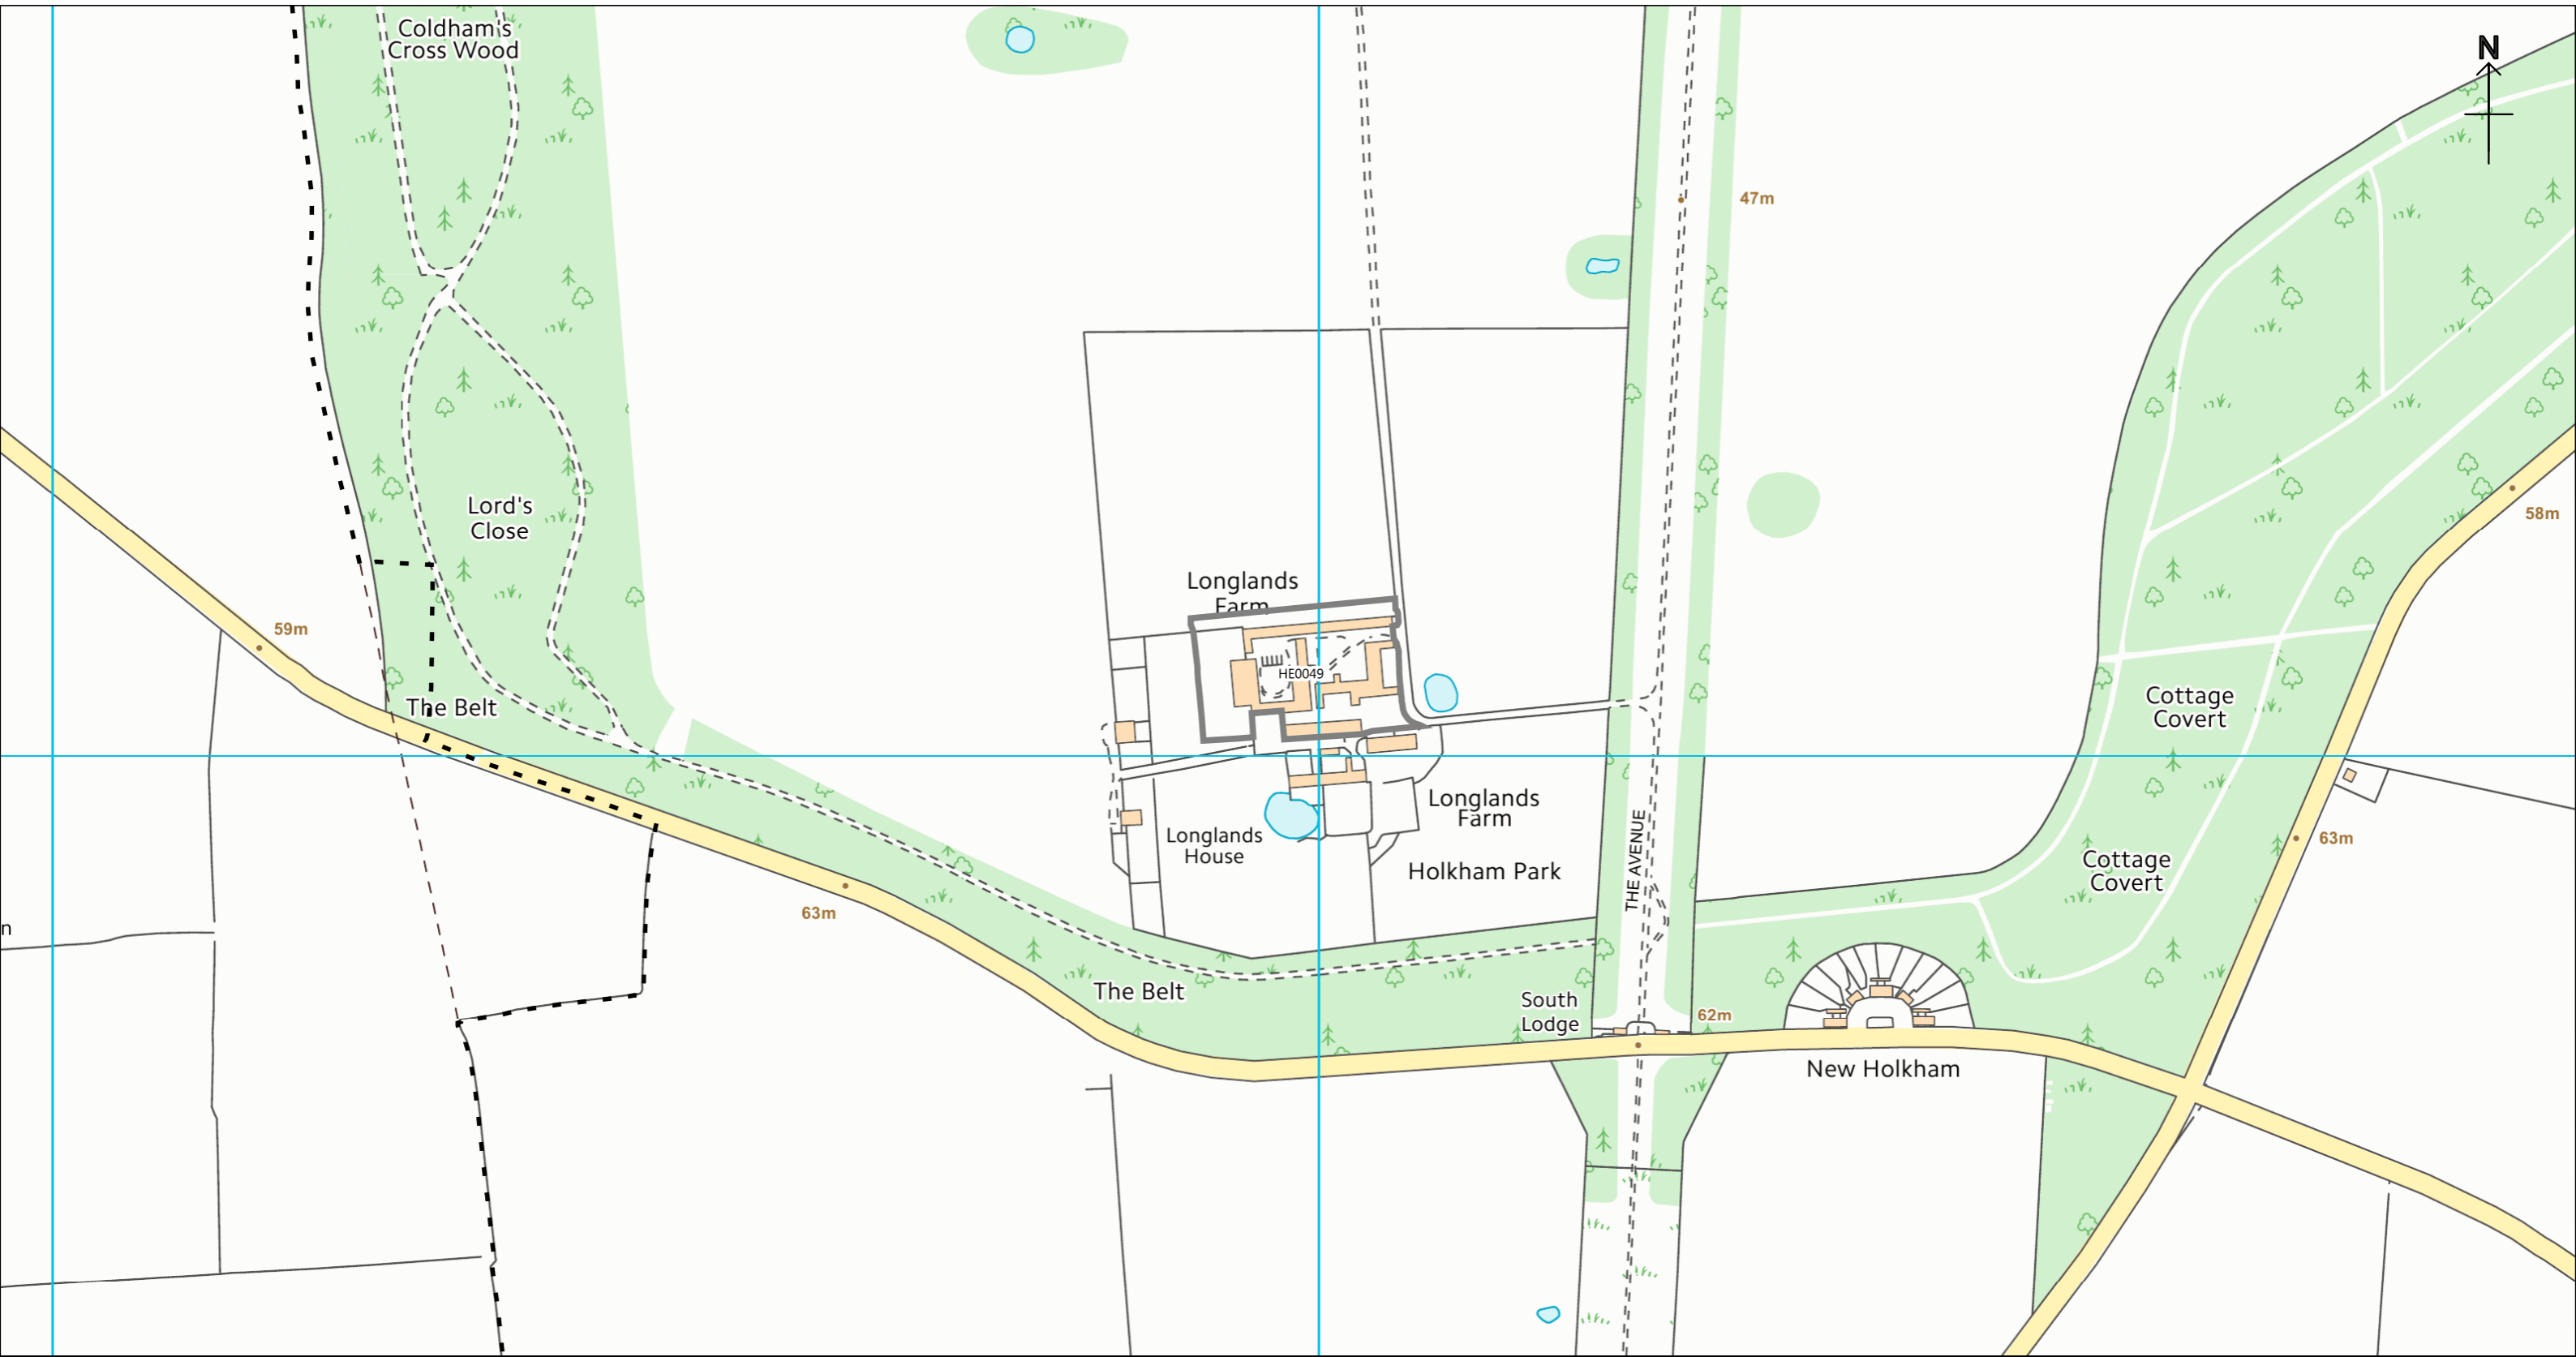 Coldham's
Cross Wood
N
47m
Lord's
Close
58m
Longlands
Farm
59m
HE0049
The Belt
Cottage
Covert
Longlands
Farm
63m
Longlands
House
THE AVENUE
Cottage
Covert
Holkham Park
63m
n
The Belt
South
Lodge
62m
New Holkham